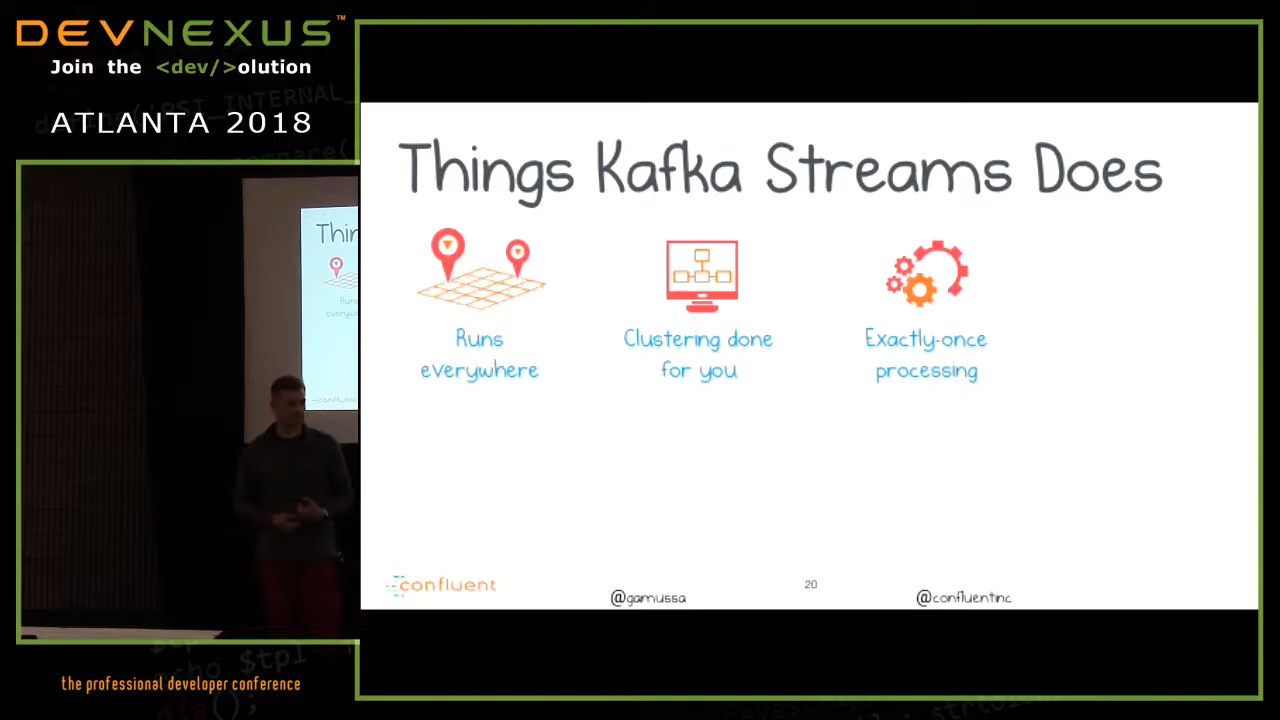 DEVNEXUS™
Join the <dev/>olution
ATLANTA 2018
Things Kafka Streams Does
Runs
everywhere
Clustering done
for you
Exactly-once
processing
confluent
@gamussa
20
@confluentinc
the professional developer conference